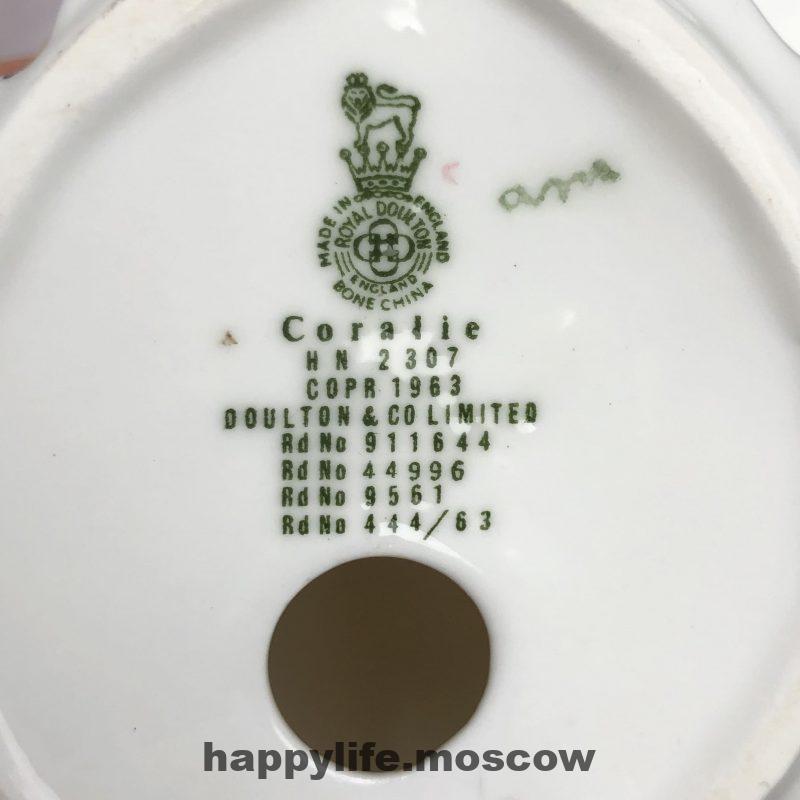 MADE IN ENGLAND
ROYAL DOULTON
ENGLAND
BONE CHINA
Coralie
HN 2307
COPR 1963
DOULTON & CO LIMITED
Rd No 911644
Rd No 44996
Rd No 9561
Rd No 444/63
happylife.moscow